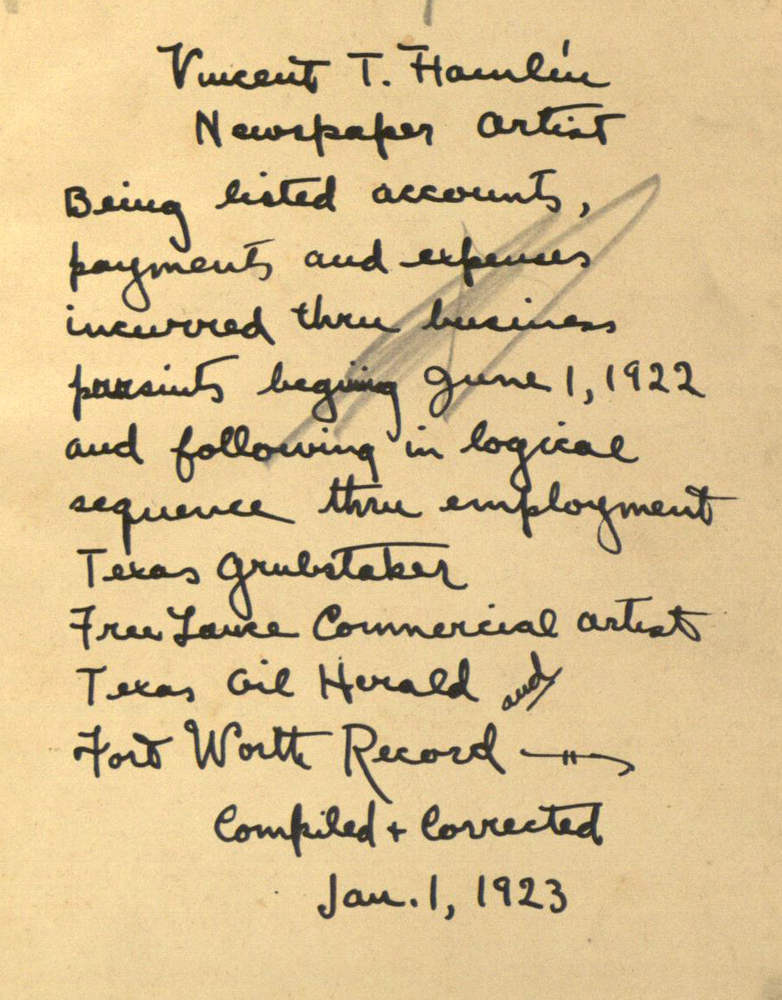 Vincent T. Hamlin
Newspaper Artist
Being listed accounts,
payments and expenses
incurred thru business
pursuits begining June 1, 1922
and following in logical
sequence thru employment
Texas Grubstaker
Free Lance Commercial Artist
Texas Oil Herald and
Fort Worth Record
Compiled + Corrected
Jan. 1, 1923